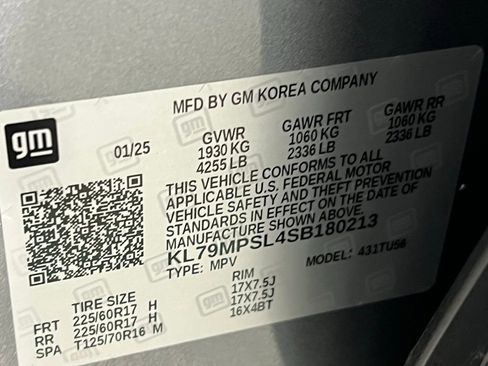 MFD BY GM KOREA COMPANY
gm
01/25
GVWR GAWR FRT GAWR RR
1930 KG 1060 KG 1060 KG
4255 LB 2336 LB 2336 LB
THIS VEHICLE CONFORMS TO ALL
APPLICABLE U.S. FEDERAL MOTOR
VEHICLE SAFETY AND THEFT PREVENTION
STANDARDS IN EFFECT ON THE DATE OF
MANUFACTURE SHOWN ABOVE.
KL79MPSL4SB180213
TYPE: MPV MODEL: 431TU56
TIRE SIZE RIM
FRT 225/60R17 H 17X7.5J
RR 225/60R17 H 17X7.5J
SPA T125/70R16 M 16X4BT